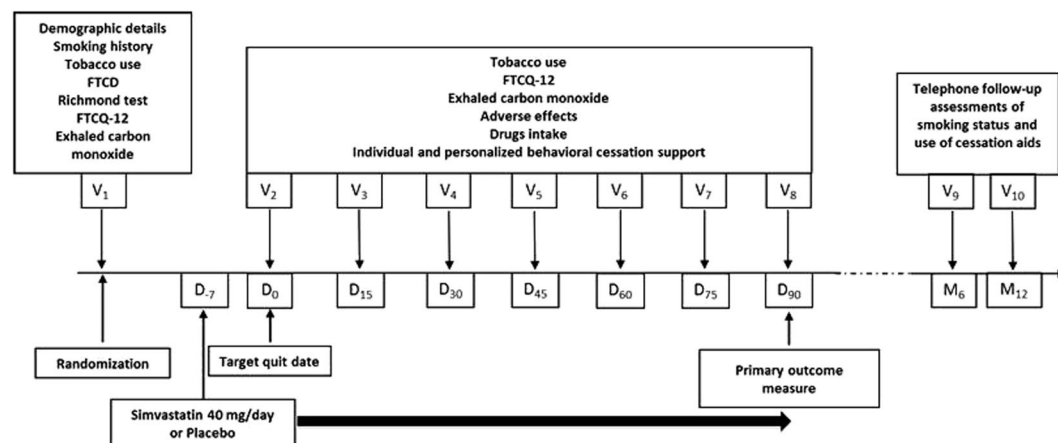 Demographic details
Smoking history
Tobacco use
FTCD
Richmond test
FTCQ-12
Exhaled carbon
monoxide
Tobacco use
FTCQ-12
Exhaled carbon monoxide
Adverse effects
Drugs intake
Individual and personalized behavioral cessation support
Telephone follow-up
assessments of
smoking status and
use of cessation aids
V1 V2 V3 V4 V5 V6 V7 V8 V9 V10
D-7 D0 D15 D30 D45 D60 D75 D90 M6 M12
Randomization
Target quit date
Primary outcome
measure
Simvastatin 40 mg/day
or Placebo